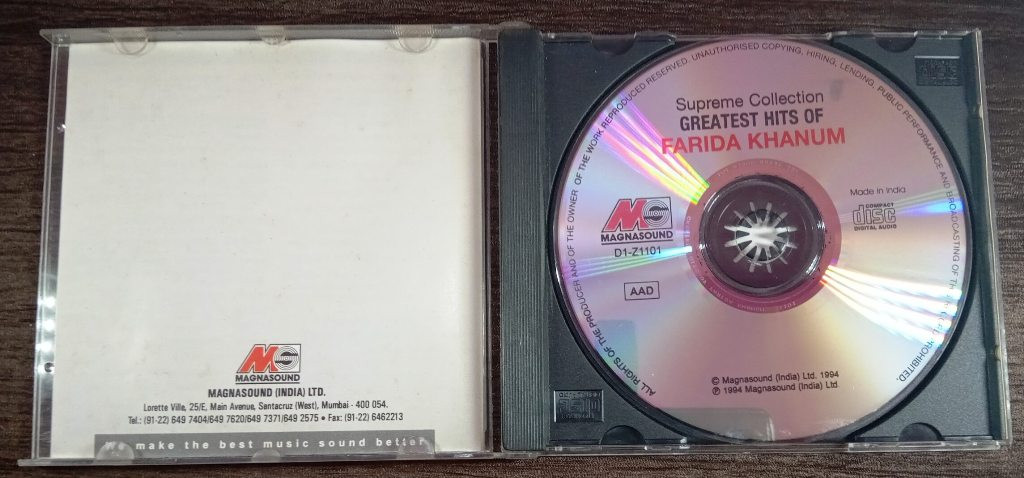 MAGNASOUND
MAGNASOUND (INDIA) LTD.
Lorette Ville, 25/E, Main Avenue, Santacruz (West), Mumbai - 400 054.
Tel.: (91-22) 649 7404/649 7620/649 7371/649 2575 • Fax: (91-22) 6462213
We make the best music sound better
ALL RIGHTS OF THE PRODUCER AND OF THE OWNER OF THE WORK REPRODUCED RESERVED. UNAUTHORISED COPYING, HIRING, LENDING, PUBLIC PERFORMANCE AND BROADCASTING OF PROHIBITED.
Supreme Collection
GREATEST HITS OF
FARIDA KHANUM
Made in India
COMPACT
disc
DIGITAL AUDIO
MAGNASOUND
D1-Z1101
AAD
© Magnasound (India) Ltd. 1994
℗ 1994 Magnasound (India) Ltd